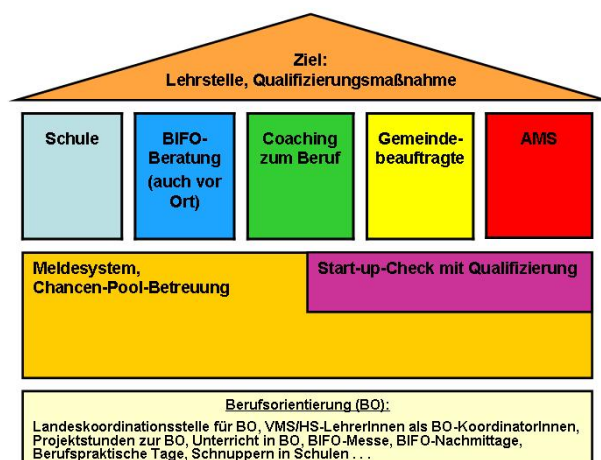 Ziel:
Lehrstelle, Qualifizierungsmaßnahme
Schule
BIFO-
Beratung
(auch vor
Ort)
Coaching
zum Beruf
Gemeinde-
beauftragte
AMS
Meldesystem,
Chancen-Pool-Betreuung
Start-up-Check mit Qualifizierung
Berufsorientierung (BO):
Landeskoordinationsstelle für BO, VMS/HS-LehrerInnen als BO-KoordinatorInnen,
Projektstunden zur BO, Unterricht in BO, BIFO-Messe, BIFO-Nachmittage,
Berufspraktische Tage, Schnuppern in Schulen . . .